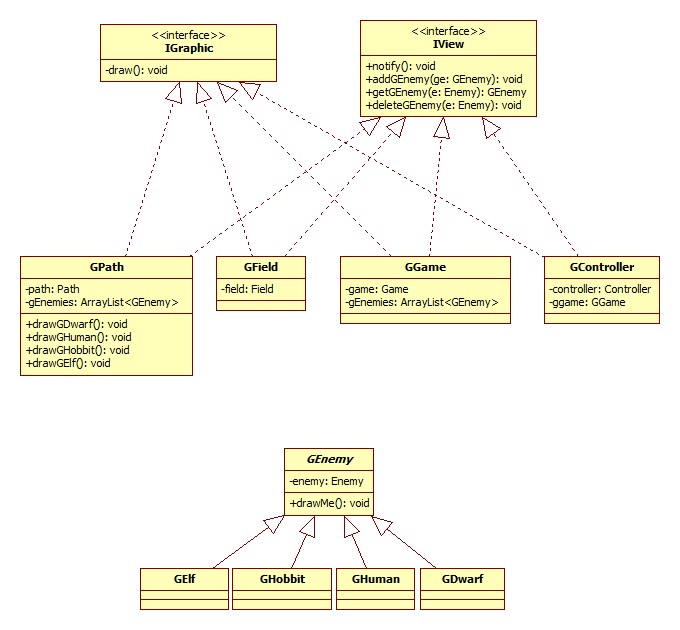 <<interface>>
IGraphic
-draw(): void
<<interface>>
IView
+notify(): void
+addGEnemy(ge: GEnemy): void
+getGEnemy(e: Enemy): GEnemy
+deleteGEnemy(e: Enemy): void
GPath
-path: Path
-gEnemies: ArrayList<GEnemy>
+drawGDwarf(): void
+drawGHuman(): void
+drawGHobbit(): void
+drawGElf(): void
GField
-field: Field
GGame
-game: Game
-gEnemies: ArrayList<GEnemy>
GController
-controller: Controller
-ggame: GGame
GEnemy
-enemy: Enemy
+drawMe(): void
GElf
GHobbit
GHuman
GDwarf